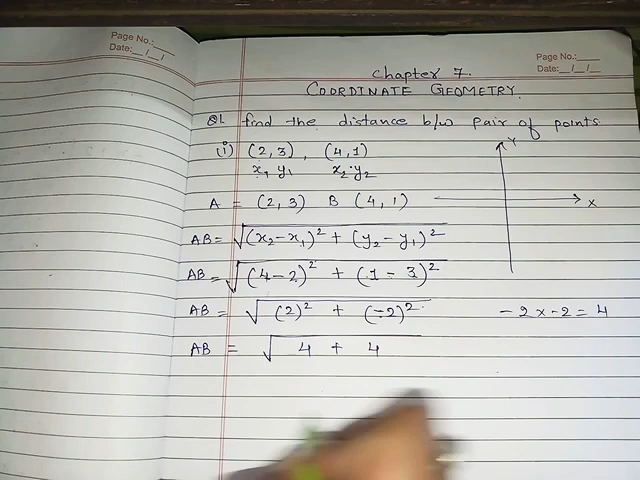 Page No.:
Date: / /
Page No.:
Date: / /
Chapter 7.
COORDINATE GEOMETRY.
Q1. find the distance b/w pair of points
(i) (2,3), (4,1)
x₁ y₁ x₂ y₂
A = (2,3) B (4,1)
Y
X
AB = √(x₂-x₁)² + (y₂-y₁)²
AB = √(4-2)² + (1-3)²
AB = √(2)² + (-2)²
-2 x -2 = 4
AB = √4 + 4